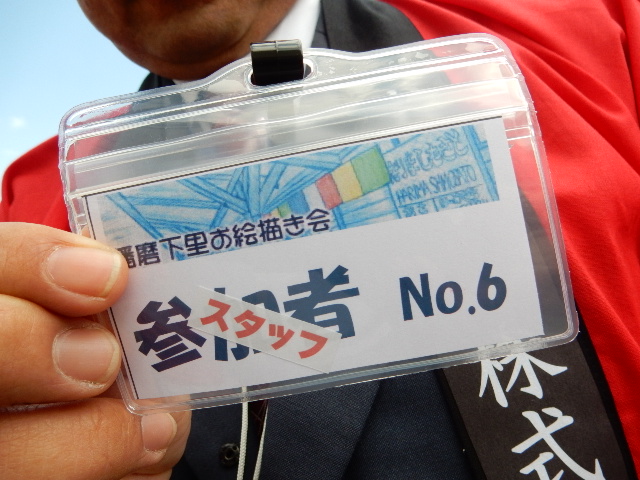 HARIMA
播磨下里お絵描き会
参加者 No.6
スタッフ
株式